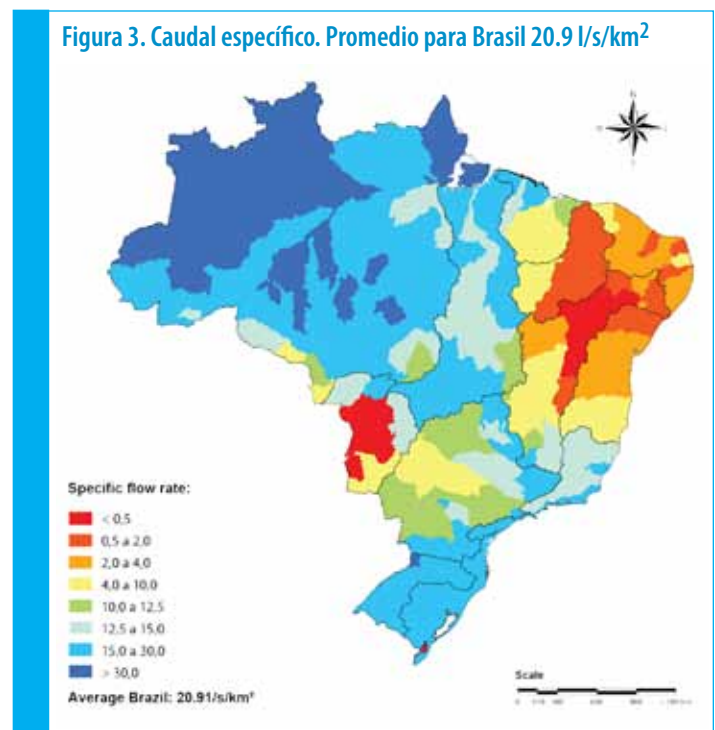 Figura 3. Caudal específico. Promedio para Brasil 20.9 l/s/km²
N
Specific flow rate:
< 0,5
0,5 a 2,0
2,0 a 4,0
4,0 a 10,0
10,0 a 12,5
12,5 a 15,0
15,0 a 30,0
> 30,0
Average Brazil: 20.91/s/km²
Scale
0